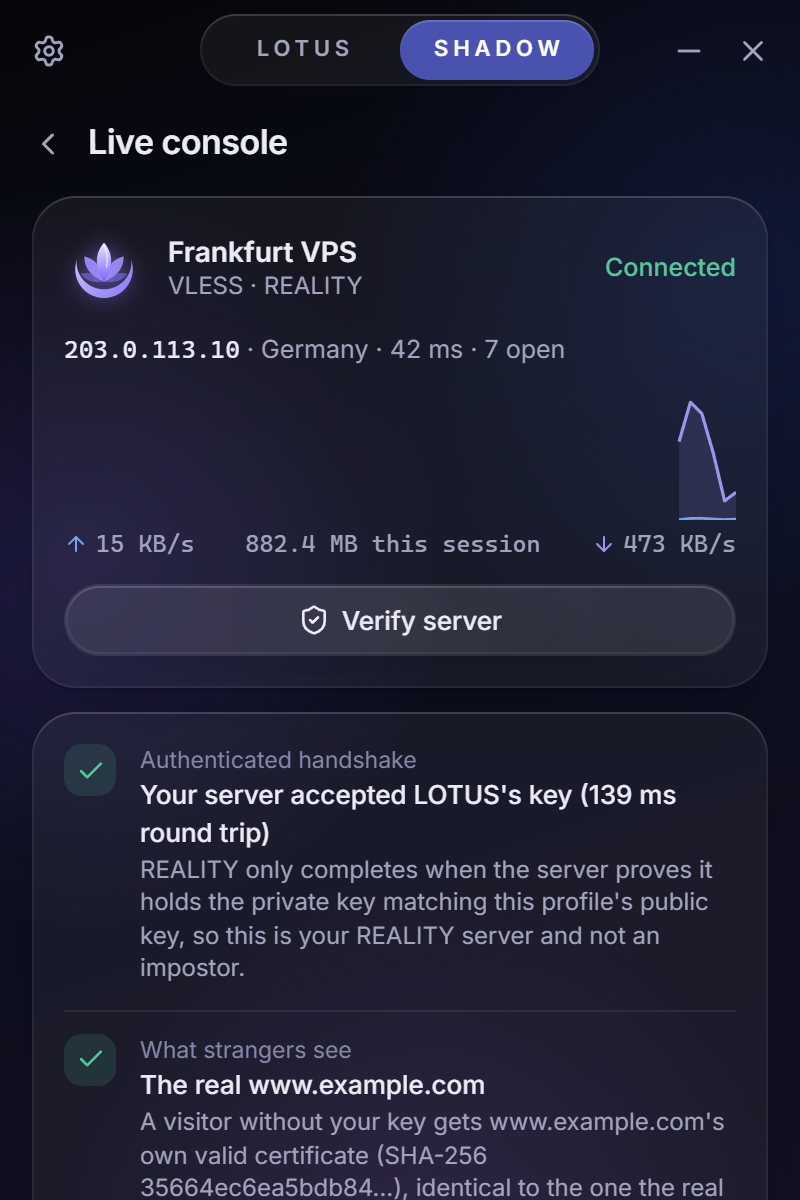 LOTUS SHADOW
Live console
Frankfurt VPS
VLESS · REALITY
Connected
203.0.113.10 · Germany · 42 ms · 7 open
↑ 15 KB/s 882.4 MB this session ↓ 473 KB/s
Verify server
Authenticated handshake
Your server accepted LOTUS's key (139 ms
round trip)
REALITY only completes when the server proves it
holds the private key matching this profile's public
key, so this is your REALITY server and not an
impostor.
What strangers see
The real www.example.com
A visitor without your key gets www.example.com's
own valid certificate (SHA-256
35664ec6ea5bdb84...), identical to the one the real